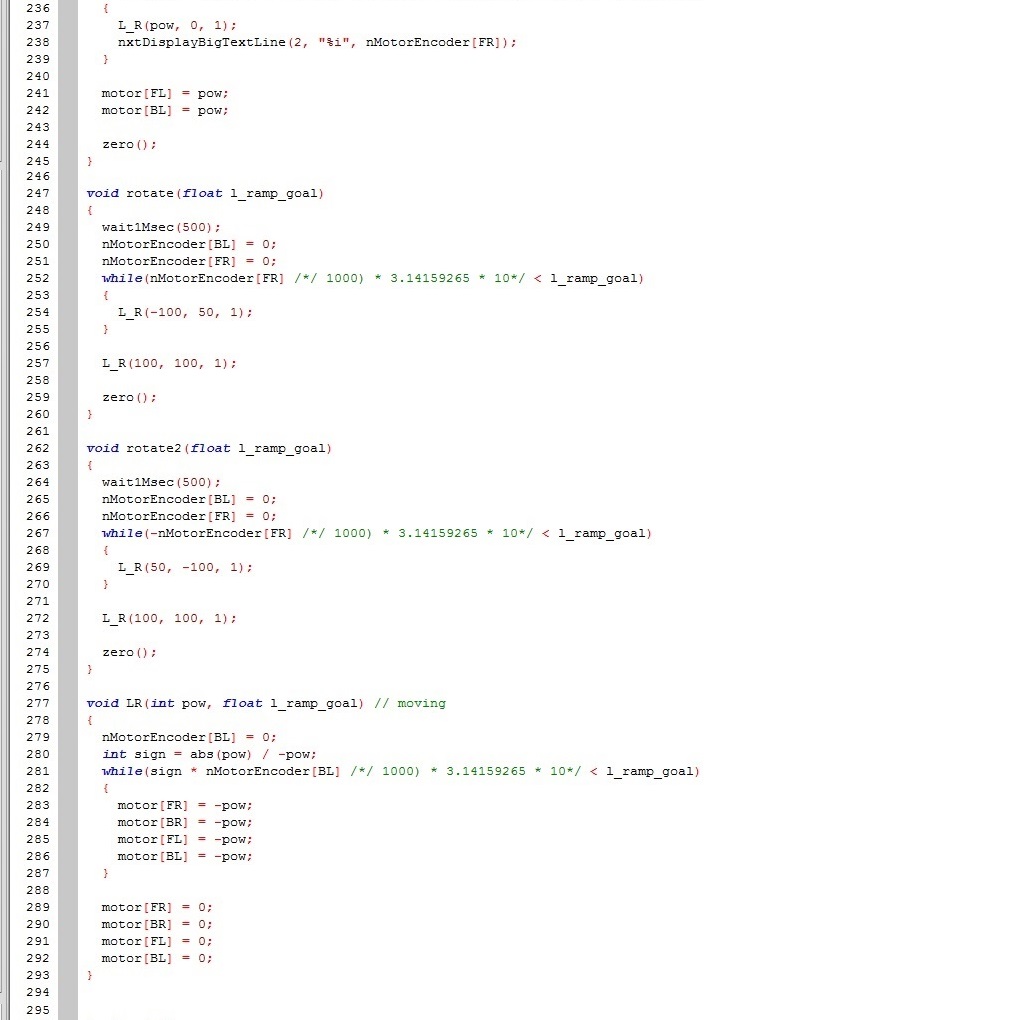 236 {
237 L_R(pow, 0, 1);
238 nxtDisplayBigTextLine(2, "%i", nMotorEncoder[FR]);
239 }
240
241 motor[FL] = pow;
242 motor[BL] = pow;
243
244 zero();
245 }
246
247 void rotate(float l_ramp_goal)
248 {
249 wait1Msec(500);
250 nMotorEncoder[BL] = 0;
251 nMotorEncoder[FR] = 0;
252 while(nMotorEncoder[FR] /*/ 1000) * 3.14159265 * 10*/ < l_ramp_goal)
253 {
254 L_R(-100, 50, 1);
255 }
256
257 L_R(100, 100, 1);
258
259 zero();
260 }
261
262 void rotate2(float l_ramp_goal)
263 {
264 wait1Msec(500);
265 nMotorEncoder[BL] = 0;
266 nMotorEncoder[FR] = 0;
267 while(-nMotorEncoder[FR] /*/ 1000) * 3.14159265 * 10*/ < l_ramp_goal)
268 {
269 L_R(50, -100, 1);
270 }
271
272 L_R(100, 100, 1);
273
274 zero();
275 }
276
277 void LR(int pow, float l_ramp_goal) // moving
278 {
279 nMotorEncoder[BL] = 0;
280 int sign = abs(pow) / -pow;
281 while(sign * nMotorEncoder[BL] /*/ 1000) * 3.14159265 * 10*/ < l_ramp_goal)
282 {
283 motor[FR] = -pow;
284 motor[BR] = -pow;
285 motor[FL] = -pow;
286 motor[BL] = -pow;
287 }
288
289 motor[FR] = 0;
290 motor[BR] = 0;
291 motor[FL] = 0;
292 motor[BL] = 0;
293 }
294
295